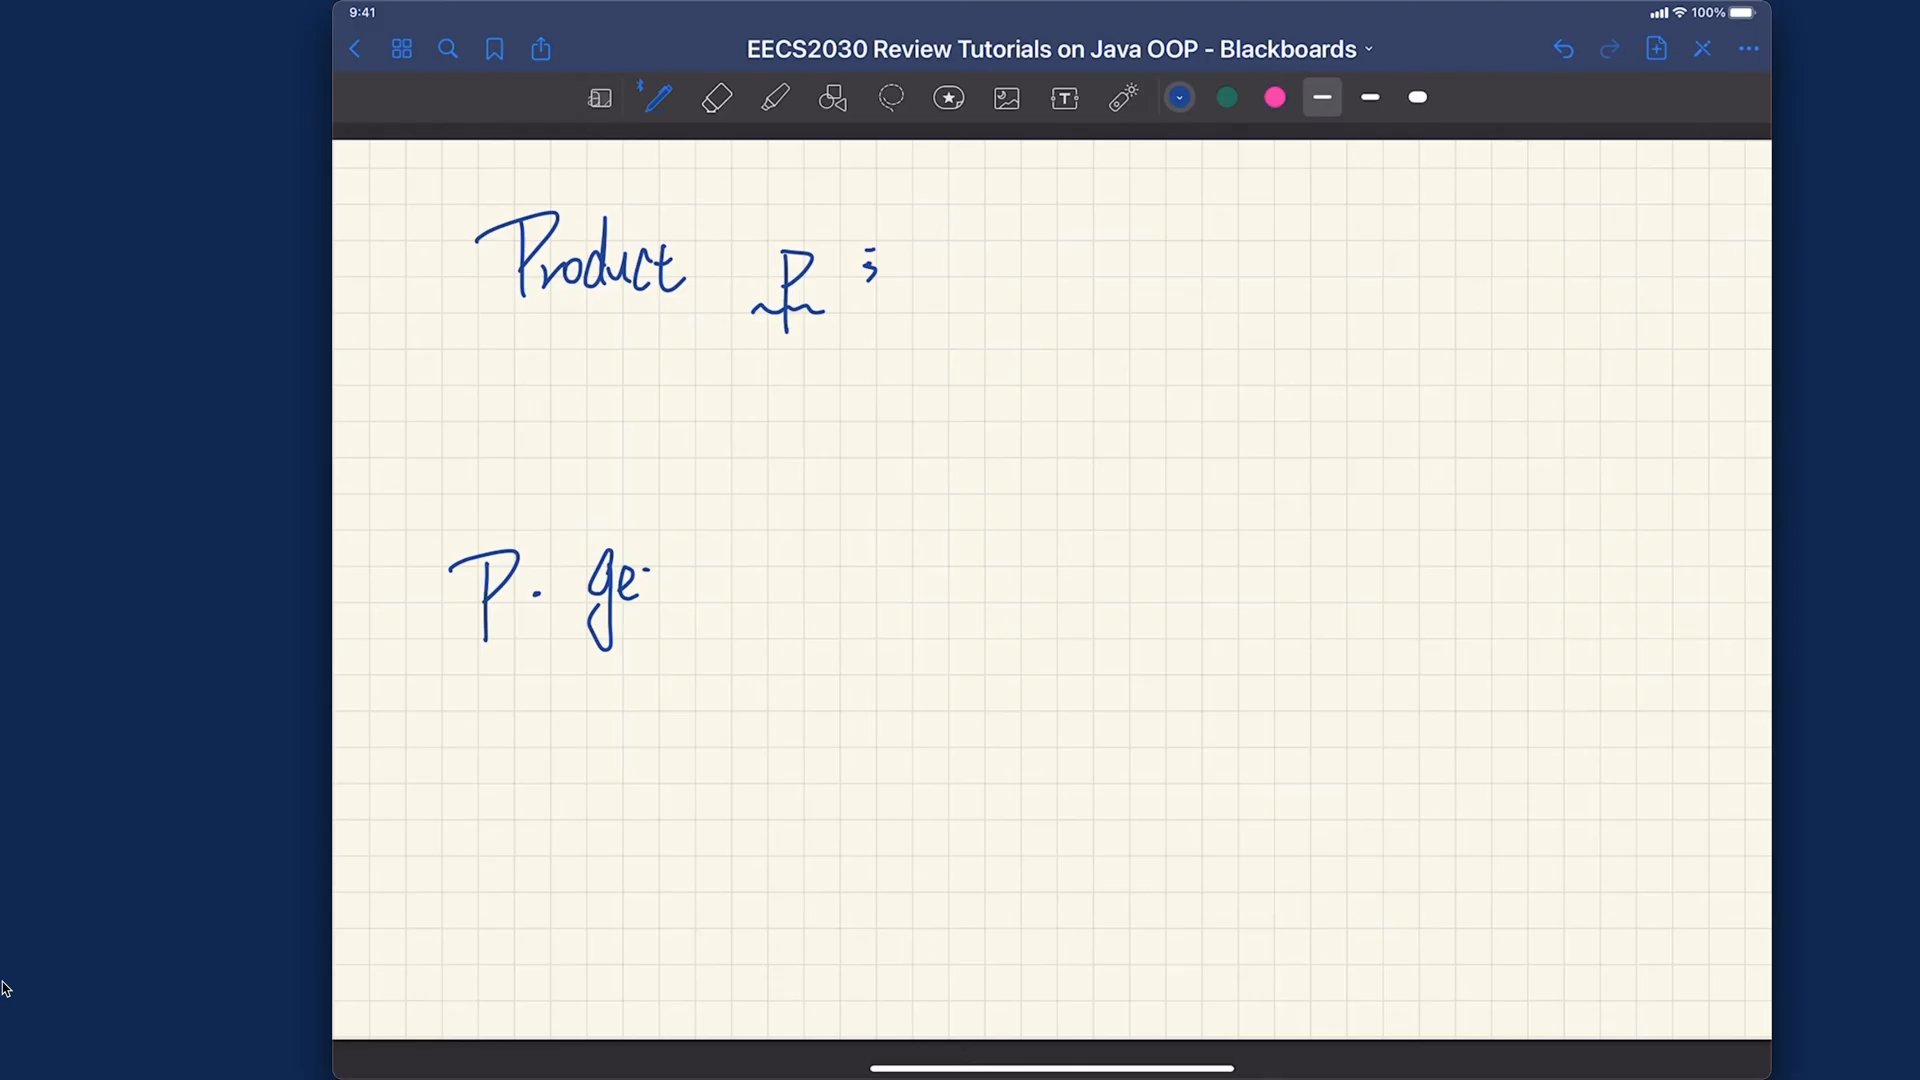 9:41 100%
EECS2030 Review Tutorials on Java OOP - Blackboards
Product P ;
P. ge